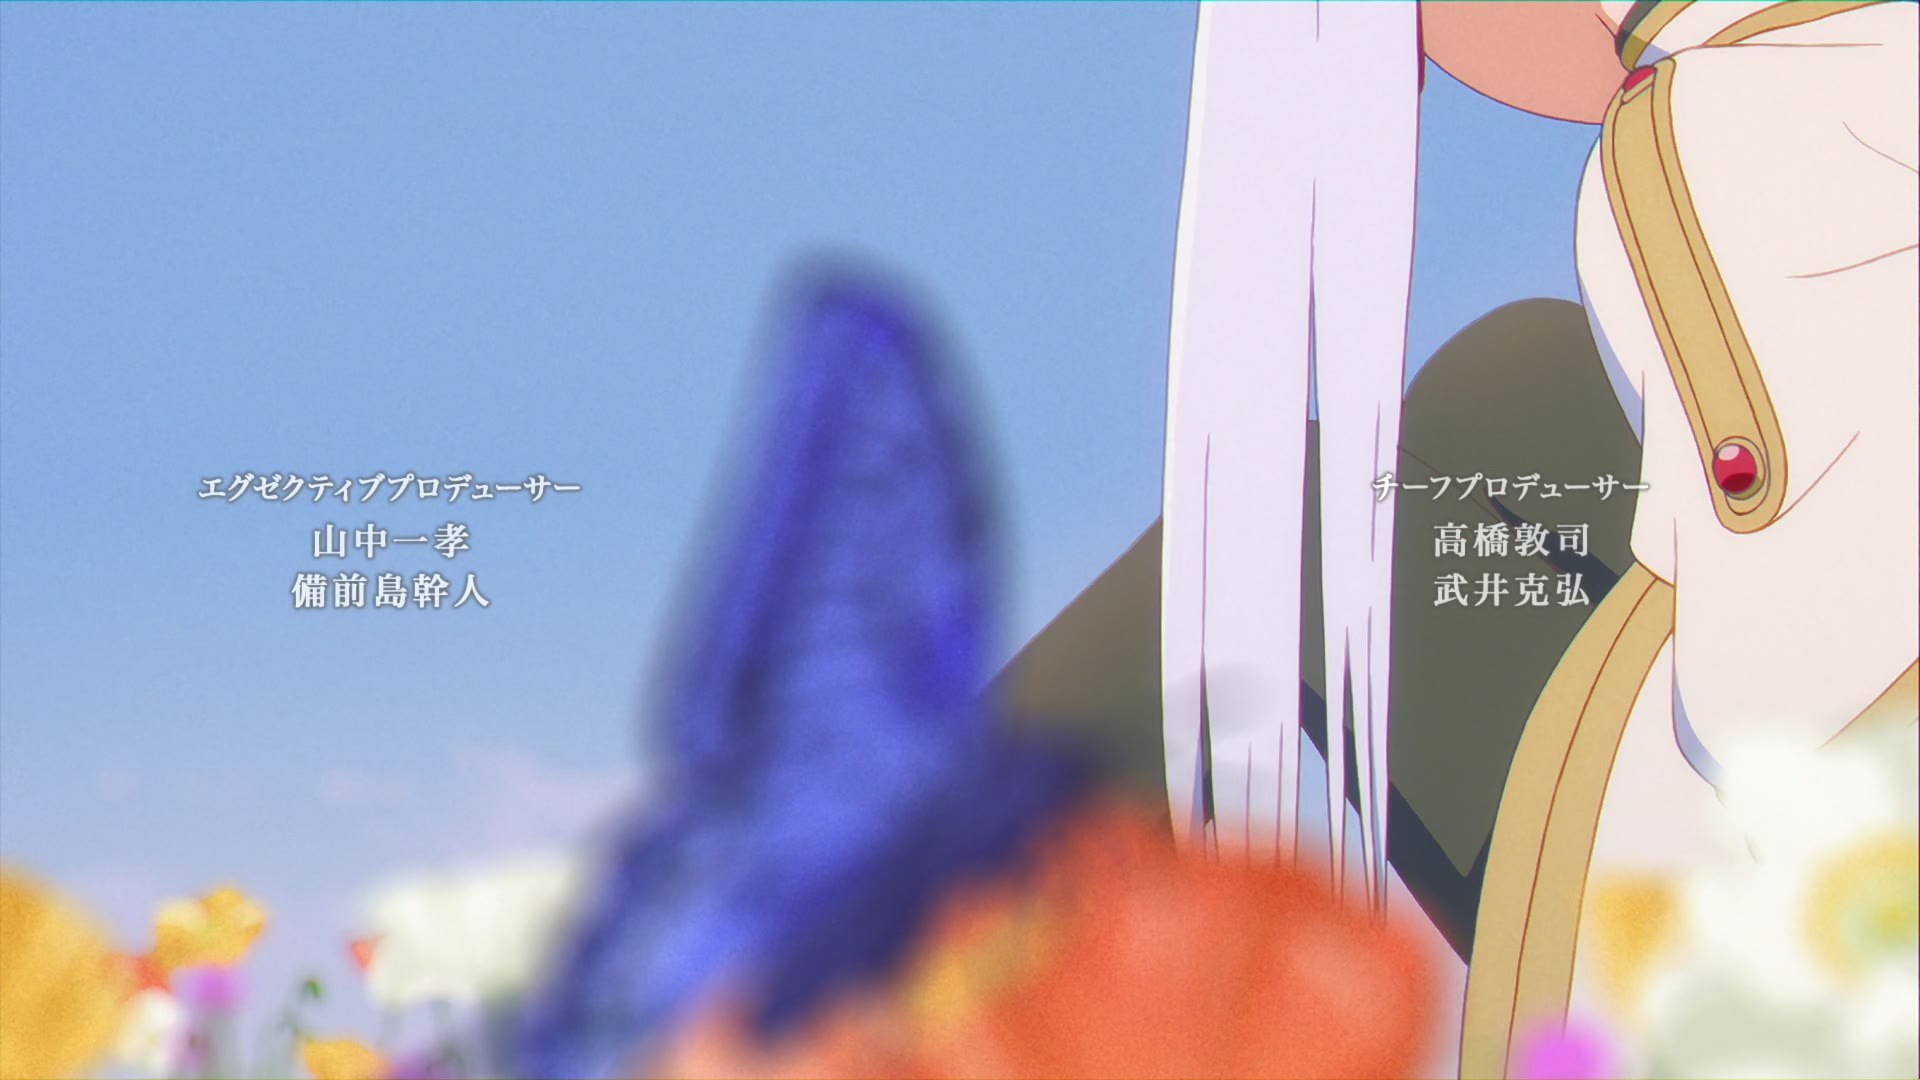 エグゼクティブプロデューサー
山中一孝
備前島幹人
チーフプロデューサー
高橋敦司
武井克弘